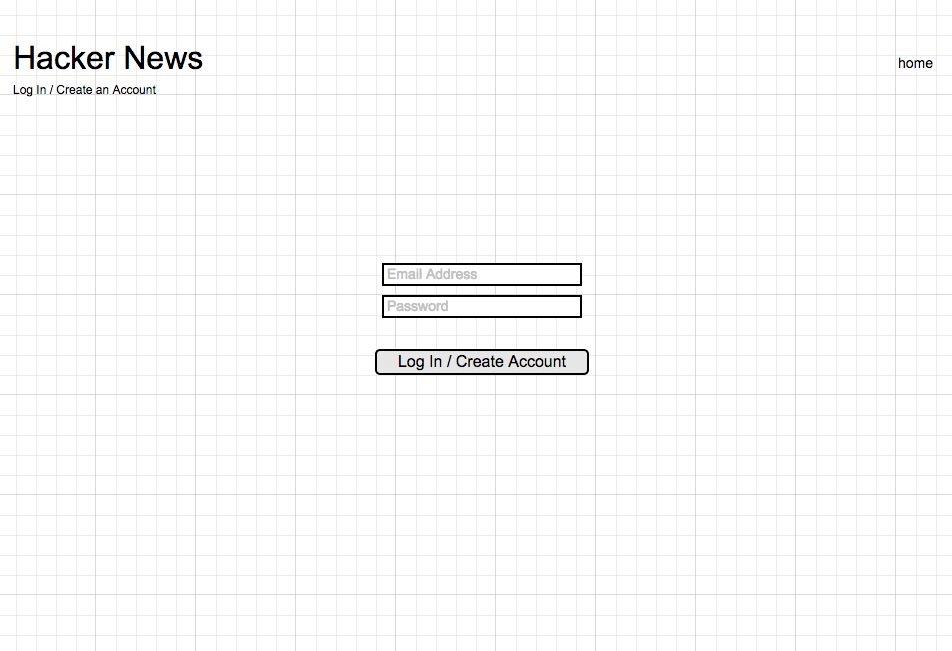 Hacker News
home
Log In / Create an Account
Email Address
Password
Log In / Create Account